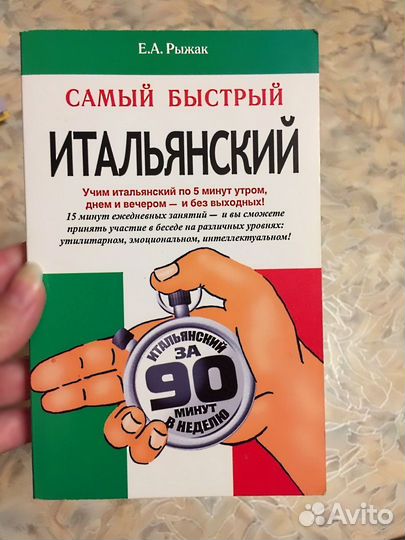 Е.А. Рыжак
САМЫЙ БЫСТРЫЙ
ИТАЛЬЯНСКИЙ
Учим итальянский по 5 минут утром,
днем и вечером — и без выходных!
15 минут ежедневных занятий — и вы сможете
принять участие в беседе на различных уровнях:
утилитарном, эмоциональном, интеллектуальном!
ИТАЛЬЯНСКИЙ
ЗА
90
МИНУТ
В НЕДЕЛЮ
Avito